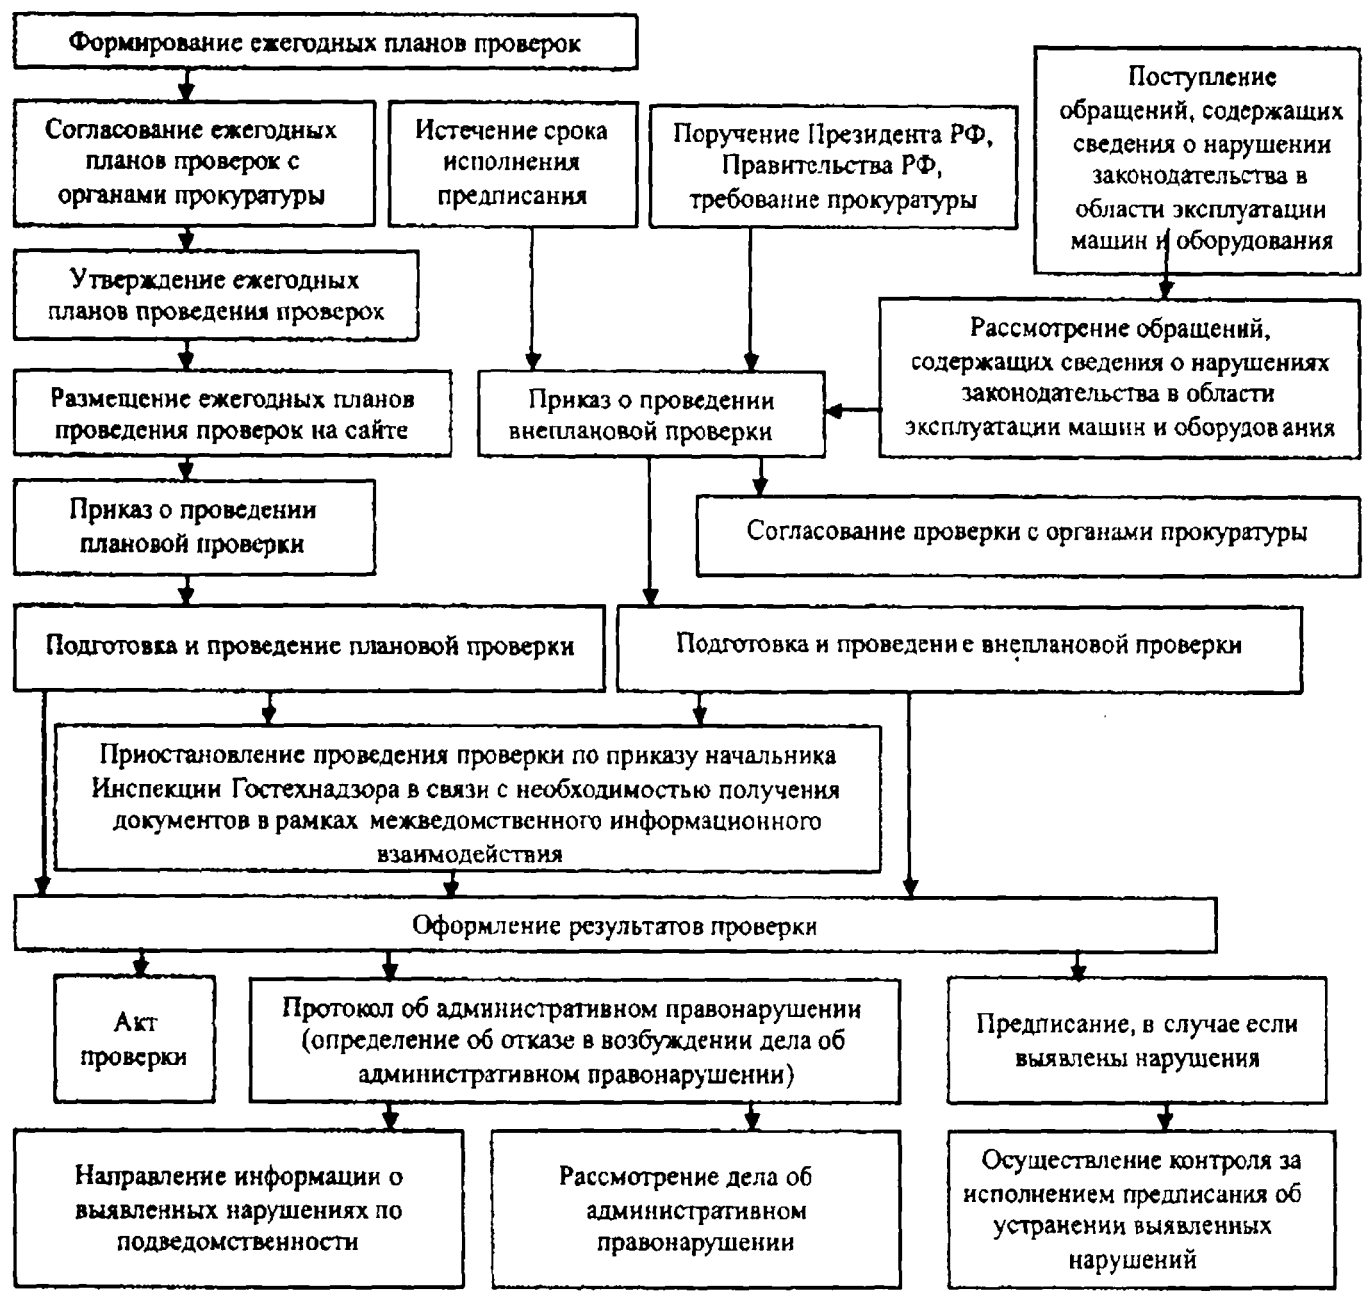 Формирование ежегодных планов проверок
Согласование ежегодных
планов проверок с
органами прокуратуры
Истечение срока
исполнения
предписания
Поручение Президента РФ,
Правительства РФ,
требование прокуратуры
Поступление
обращений, содержащих
сведения о нарушении
законодательства в
области эксплуатации
машин и оборудования
Утверждение ежегодных
планов проведения проверок
Рассмотрение обращений,
содержащих сведения о нарушениях
законодательства в области
эксплуатации машин и оборудования
Размещение ежегодных планов
проведения проверок на сайте
Приказ о проведении
внеплановой проверки
Приказ о проведении
плановой проверки
Согласование проверки с органами прокуратуры
Подготовка и проведение плановой проверки
Подготовка и проведение внеплановой проверки
Приостановление проведения проверки по приказу начальника
Инспекции Гостехнадзора в связи с необходимостью получения
документов в рамках межведомственного информационного
взаимодействия
Оформление результатов проверки
Акт
проверки
Протокол об административном правонарушении
(определение об отказе в возбуждении дела об
административном правонарушении)
Предписание, в случае если
выявлены нарушения
Направление информации о
выявленных нарушениях по
подведомственности
Рассмотрение дела об
административном
правонарушении
Осуществление контроля за
исполнением предписания об
устранении выявленных
нарушений